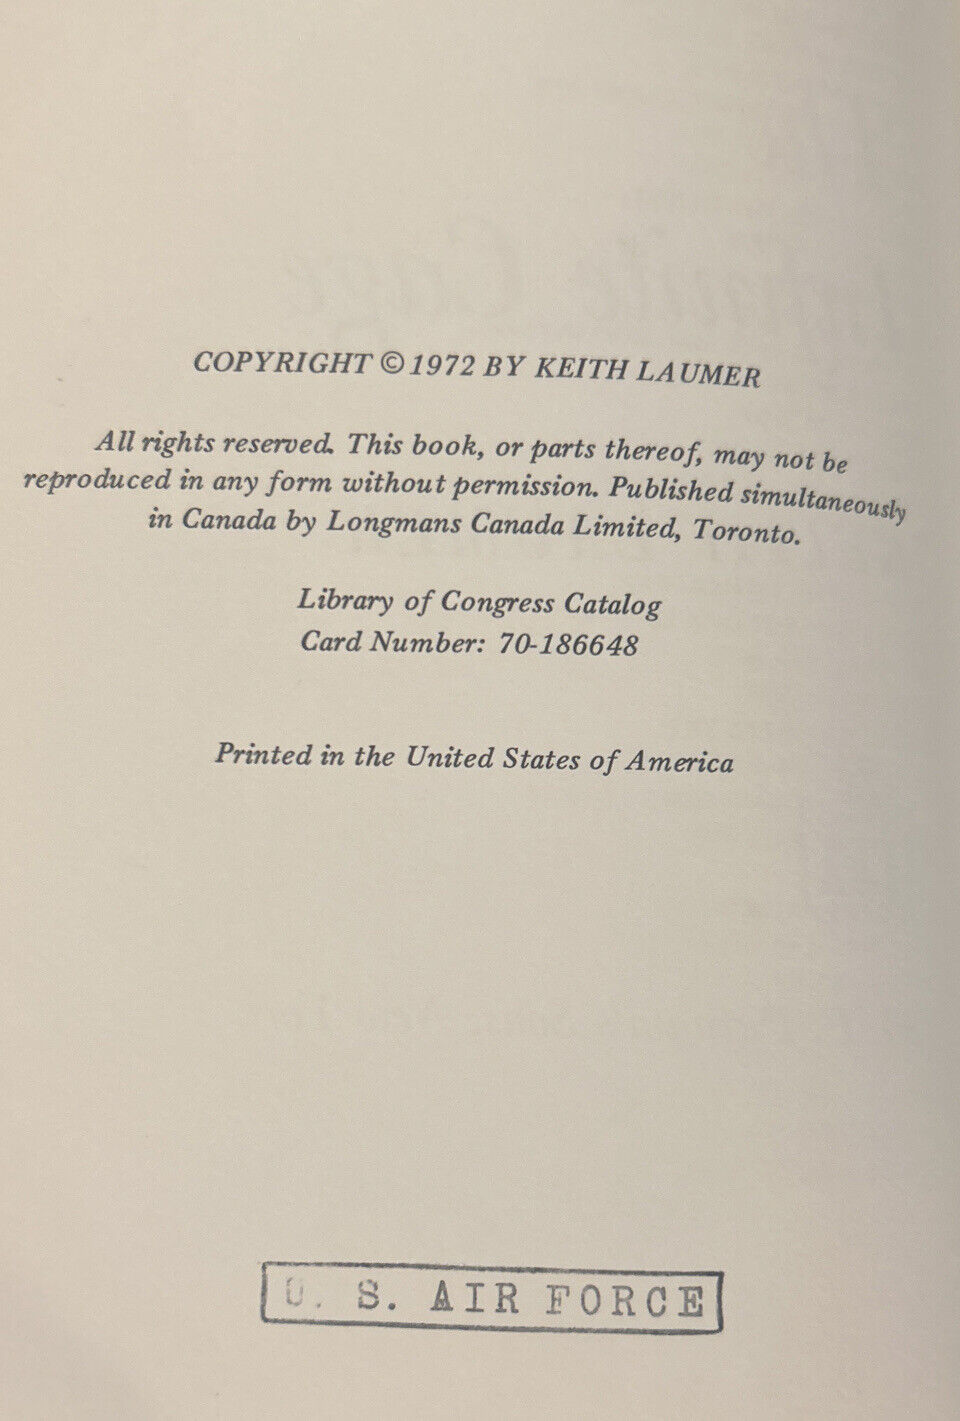 COPYRIGHT © 1972 BY KEITH LAUMER
All rights reserved. This book, or parts thereof, may not be
reproduced in any form without permission. Published simultaneously
in Canada by Longmans Canada Limited, Toronto.
Library of Congress Catalog
Card Number: 70-186648
Printed in the United States of America
U. S. AIR FORCE